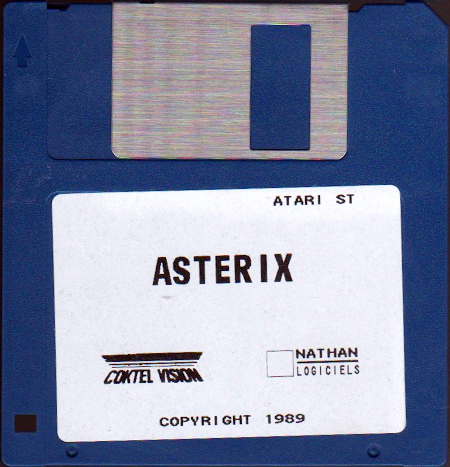 ATARI ST
ASTERIX
COKTEL VISION
NATHAN
LOGICIELS
COPYRIGHT 1989